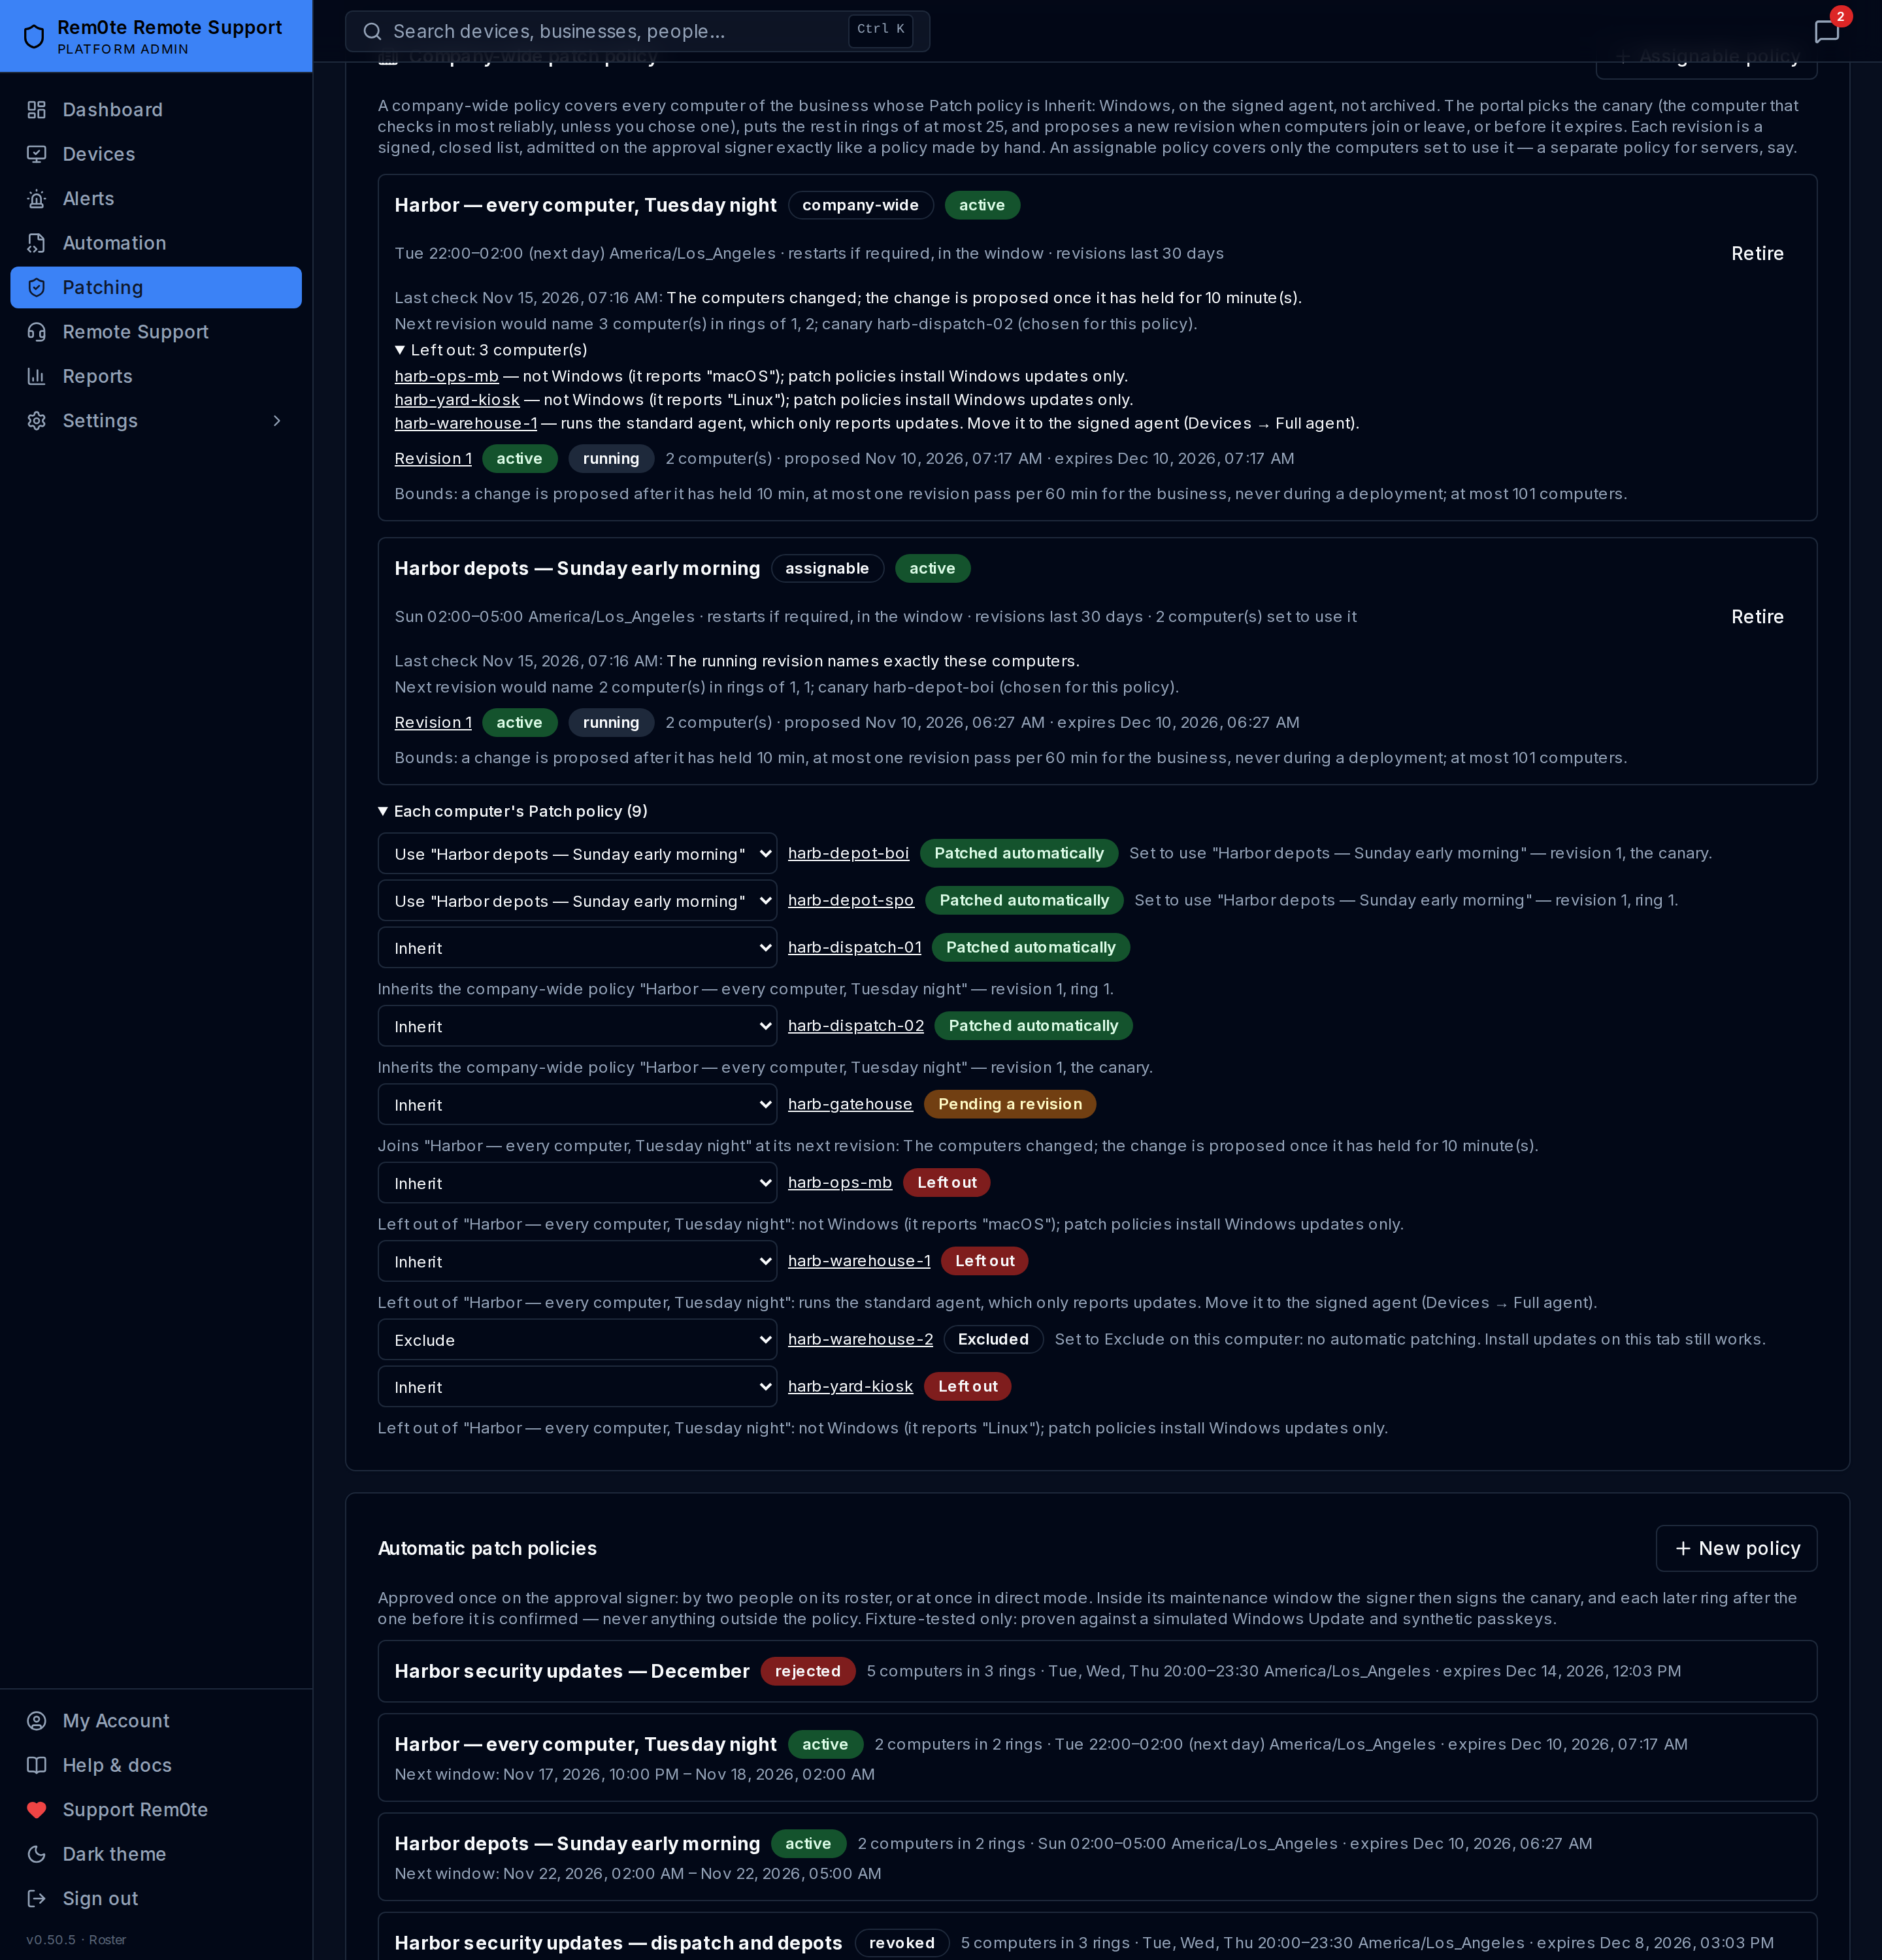 Rem0te Remote Support
PLATFORM ADMIN
Search devices, businesses, people...
Ctrl K
2
Dashboard
Devices
Alerts
Automation
Patching
Remote Support
Reports
Settings
Company-wide patch policy
+ Assignable policy
A company-wide policy covers every computer of the business whose Patch policy is Inherit: Windows, on the signed agent, not archived. The portal picks the canary (the computer that
checks in most reliably, unless you chose one), puts the rest in rings of at most 25, and proposes a new revision when computers join or leave, or before it expires. Each revision is a
signed, closed list, admitted on the approval signer exactly like a policy made by hand. An assignable policy covers only the computers set to use it — a separate policy for servers, say.
Harbor — every computer, Tuesday night company-wide active
Tue 22:00–02:00 (next day) America/Los_Angeles · restarts if required, in the window · revisions last 30 days
Retire
Last check Nov 15, 2026, 07:16 AM: The computers changed; the change is proposed once it has held for 10 minute(s).
Next revision would name 3 computer(s) in rings of 1, 2; canary harb-dispatch-02 (chosen for this policy).
▼ Left out: 3 computer(s)
harb-ops-mb — not Windows (it reports "macOS"); patch policies install Windows updates only.
harb-yard-kiosk — not Windows (it reports "Linux"); patch policies install Windows updates only.
harb-warehouse-1 — runs the standard agent, which only reports updates. Move it to the signed agent (Devices → Full agent).
Revision 1 active running 2 computer(s) · proposed Nov 10, 2026, 07:17 AM · expires Dec 10, 2026, 07:17 AM
Bounds: a change is proposed after it has held 10 min, at most one revision pass per 60 min for the business, never during a deployment; at most 101 computers.
Harbor depots — Sunday early morning assignable active
Sun 02:00–05:00 America/Los_Angeles · restarts if required, in the window · revisions last 30 days · 2 computer(s) set to use it
Retire
Last check Nov 15, 2026, 07:16 AM: The running revision names exactly these computers.
Next revision would name 2 computer(s) in rings of 1, 1; canary harb-depot-boi (chosen for this policy).
Revision 1 active running 2 computer(s) · proposed Nov 10, 2026, 06:27 AM · expires Dec 10, 2026, 06:27 AM
Bounds: a change is proposed after it has held 10 min, at most one revision pass per 60 min for the business, never during a deployment; at most 101 computers.
▼ Each computer's Patch policy (9)
Use "Harbor depots — Sunday early morning" harb-depot-boi Patched automatically Set to use "Harbor depots — Sunday early morning" — revision 1, the canary.
Use "Harbor depots — Sunday early morning" harb-depot-spo Patched automatically Set to use "Harbor depots — Sunday early morning" — revision 1, ring 1.
Inherit harb-dispatch-01 Patched automatically
Inherits the company-wide policy "Harbor — every computer, Tuesday night" — revision 1, ring 1.
Inherit harb-dispatch-02 Patched automatically
Inherits the company-wide policy "Harbor — every computer, Tuesday night" — revision 1, the canary.
Inherit harb-gatehouse Pending a revision
Joins "Harbor — every computer, Tuesday night" at its next revision: The computers changed; the change is proposed once it has held for 10 minute(s).
Inherit harb-ops-mb Left out
Left out of "Harbor — every computer, Tuesday night": not Windows (it reports "macOS"); patch policies install Windows updates only.
Inherit harb-warehouse-1 Left out
Left out of "Harbor — every computer, Tuesday night": runs the standard agent, which only reports updates. Move it to the signed agent (Devices → Full agent).
Exclude harb-warehouse-2 Excluded Set to Exclude on this computer: no automatic patching. Install updates on this tab still works.
Inherit harb-yard-kiosk Left out
Left out of "Harbor — every computer, Tuesday night": not Windows (it reports "Linux"); patch policies install Windows updates only.
Automatic patch policies
+ New policy
Approved once on the approval signer: by two people on its roster, or at once in direct mode. Inside its maintenance window the signer then signs the canary, and each later ring after the
one before it is confirmed — never anything outside the policy. Fixture-tested only: proven against a simulated Windows Update and synthetic passkeys.
Harbor security updates — December rejected 5 computers in 3 rings · Tue, Wed, Thu 20:00–23:30 America/Los_Angeles · expires Dec 14, 2026, 12:03 PM
Harbor — every computer, Tuesday night active 2 computers in 2 rings · Tue 22:00–02:00 (next day) America/Los_Angeles · expires Dec 10, 2026, 07:17 AM
Next window: Nov 17, 2026, 10:00 PM – Nov 18, 2026, 02:00 AM
Harbor depots — Sunday early morning active 2 computers in 2 rings · Sun 02:00–05:00 America/Los_Angeles · expires Dec 10, 2026, 06:27 AM
Next window: Nov 22, 2026, 02:00 AM – Nov 22, 2026, 05:00 AM
Harbor security updates — dispatch and depots revoked 5 computers in 3 rings · Tue, Wed, Thu 20:00–23:30 America/Los_Angeles · expires Dec 8, 2026, 03:03 PM
My Account
Help & docs
Support Rem0te
Dark theme
Sign out
v0.50.5 · Roster